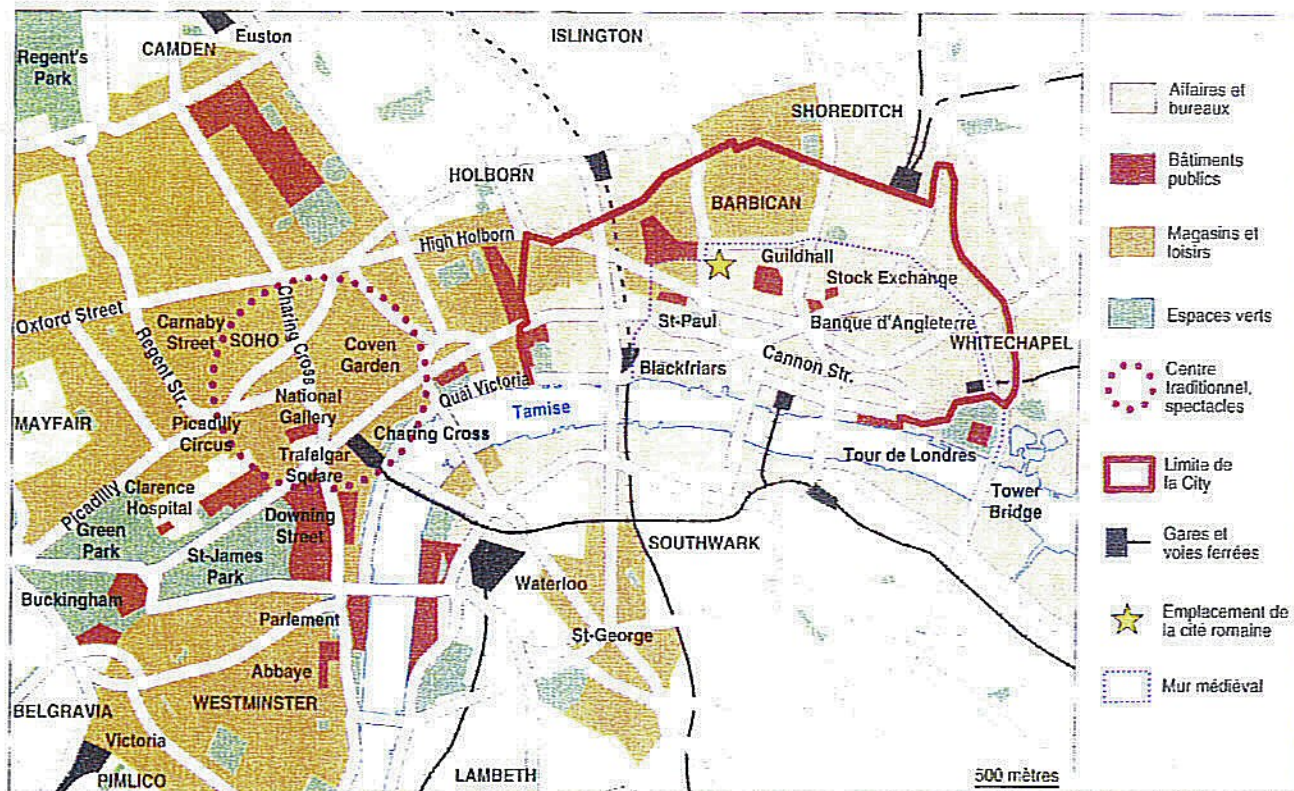 Regent's
Park
CAMDEN
Euston
ISLINGTON
SHOREDITCH
HOLBORN
BARBICAN
High Holborn
Guildhall
Stock Exchange
Oxford Street
Carnaby
Street
SOHO
Charing Cross
Coven
Garden
St-Paul
Banque d'Angleterre
WHITECHAPEL
Regent Str.
Quai Victoria
Blackfriars
Cannon Str.
National
Gallery
Tamise
MAYFAIR
Picadilly
Circus
Charing Cross
Trafalgar
Square
Tour de Londres
Picadilly
Clarence
Hospital
Tower
Bridge
Green
Park
Downing
Street
St-James
Park
SOUTHWARK
Buckingham
Waterloo
Parlement
St-George
Abbaye
WESTMINSTER
BELGRAVIA
Victoria
PIMLICO
LAMBETH
500 mètres
Affaires et
bureaux
Bâtiments
publics
Magasins et
loisirs
Espaces verts
Centre
traditionnel,
spectacles
Limite de
la City
Gares et
voies ferrées
Emplacement de
la cité romaine
Mur médiéval